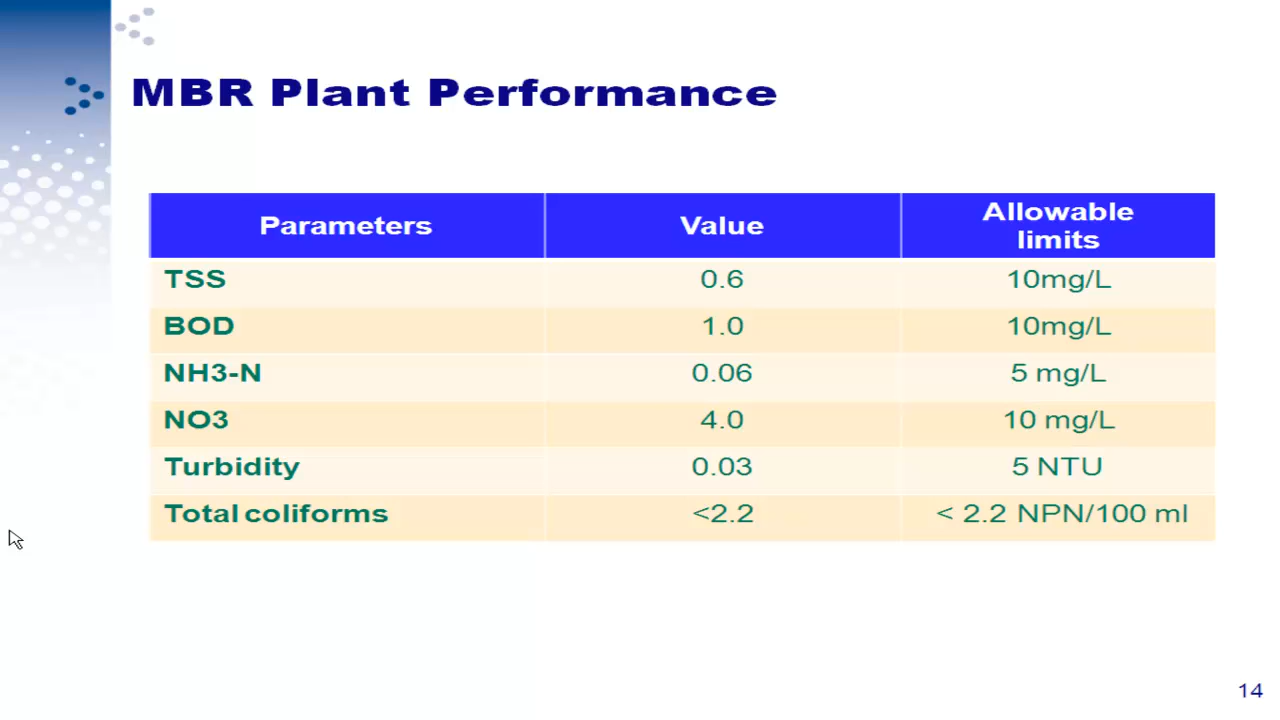 MBR Plant Performance
Parameters Value Allowable limits
TSS 0.6 10mg/L
BOD 1.0 10mg/L
NH3-N 0.06 5 mg/L
NO3 4.0 10 mg/L
Turbidity 0.03 5 NTU
Total coliforms <2.2 < 2.2 NPN/100 ml
14